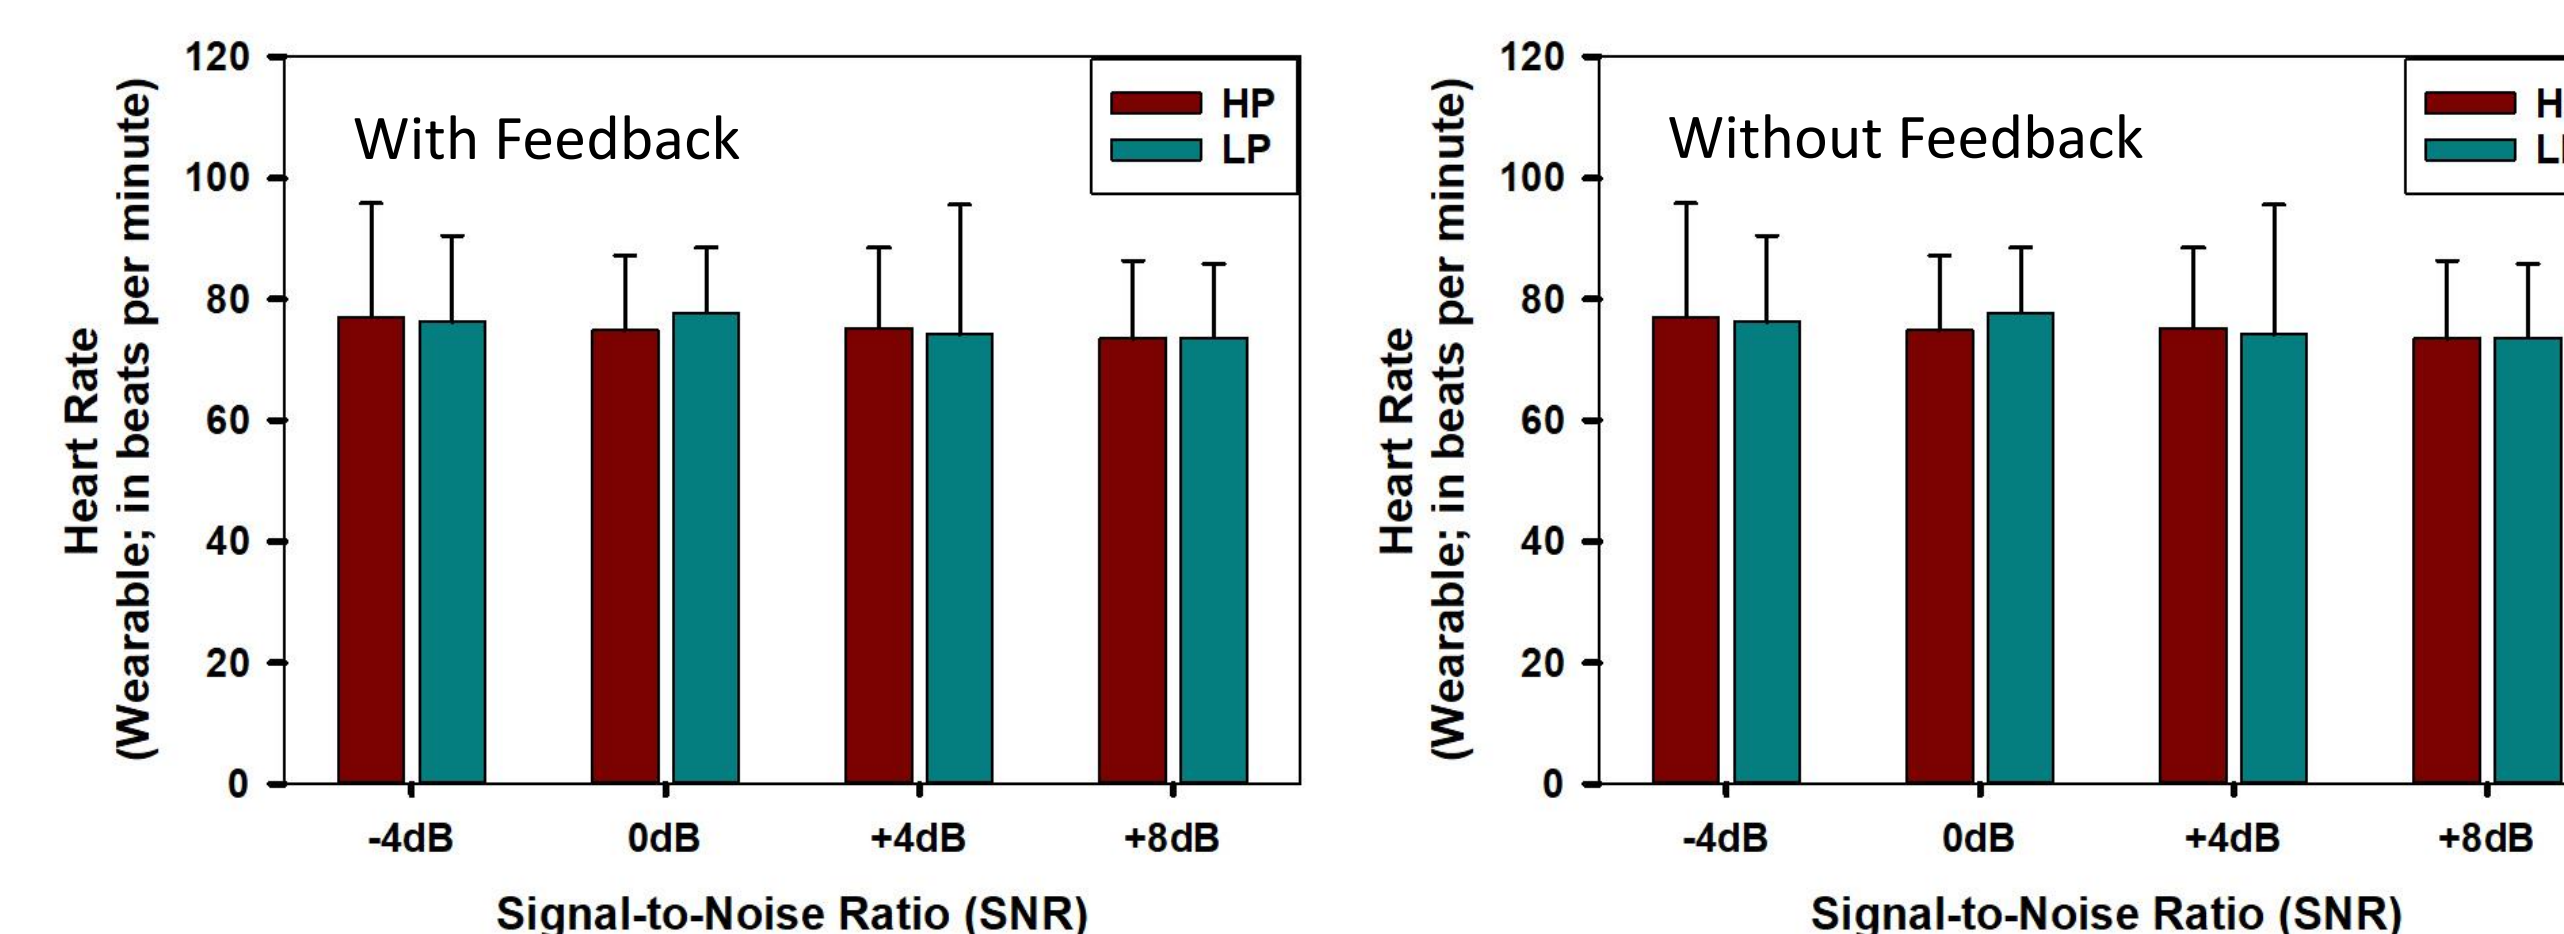 Heart Rate
(Wearable; in beats per minute)
120
100
80
60
40
20
0
With Feedback
HP
LP
-4dB
0dB
+4dB
+8dB
Signal-to-Noise Ratio (SNR)
Heart Rate
(Wearable; in beats per minute)
120
100
80
60
40
20
0
Without Feedback
H
L
-4dB
0dB
+4dB
+8dB
Signal-to-Noise Ratio (SNR)